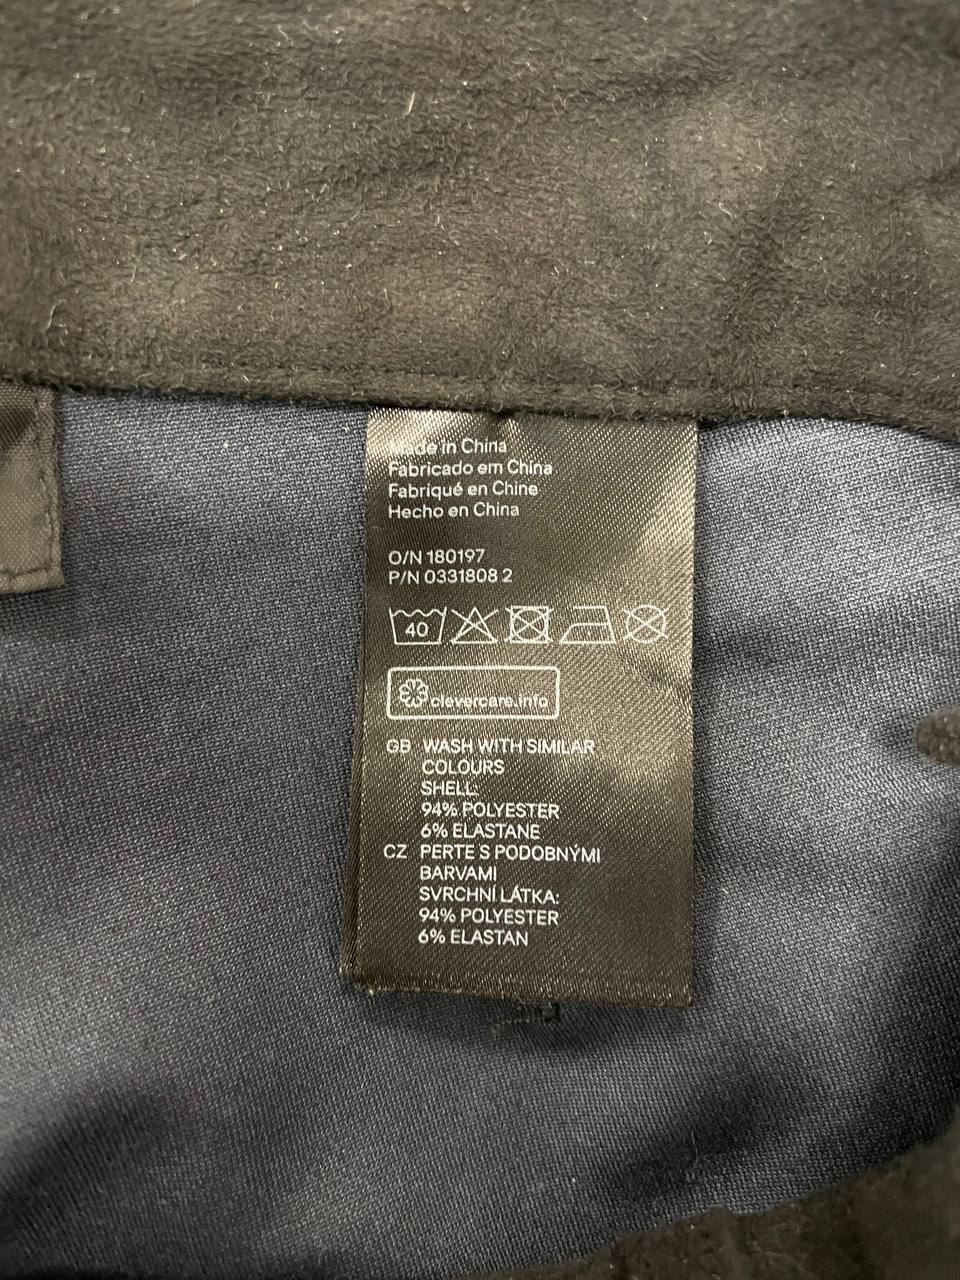 Made in China
Fabricado em China
Fabriqué en Chine
Hecho en China
O/N 180197
P/N 0331808 2
40
clevercare.info
GB WASH WITH SIMILAR
COLOURS
SHELL:
94% POLYESTER
6% ELASTANE
CZ PERTE S PODOBNÝMI
BARVAMI
SVRCHNÍ LÁTKA:
94% POLYESTER
6% ELASTAN